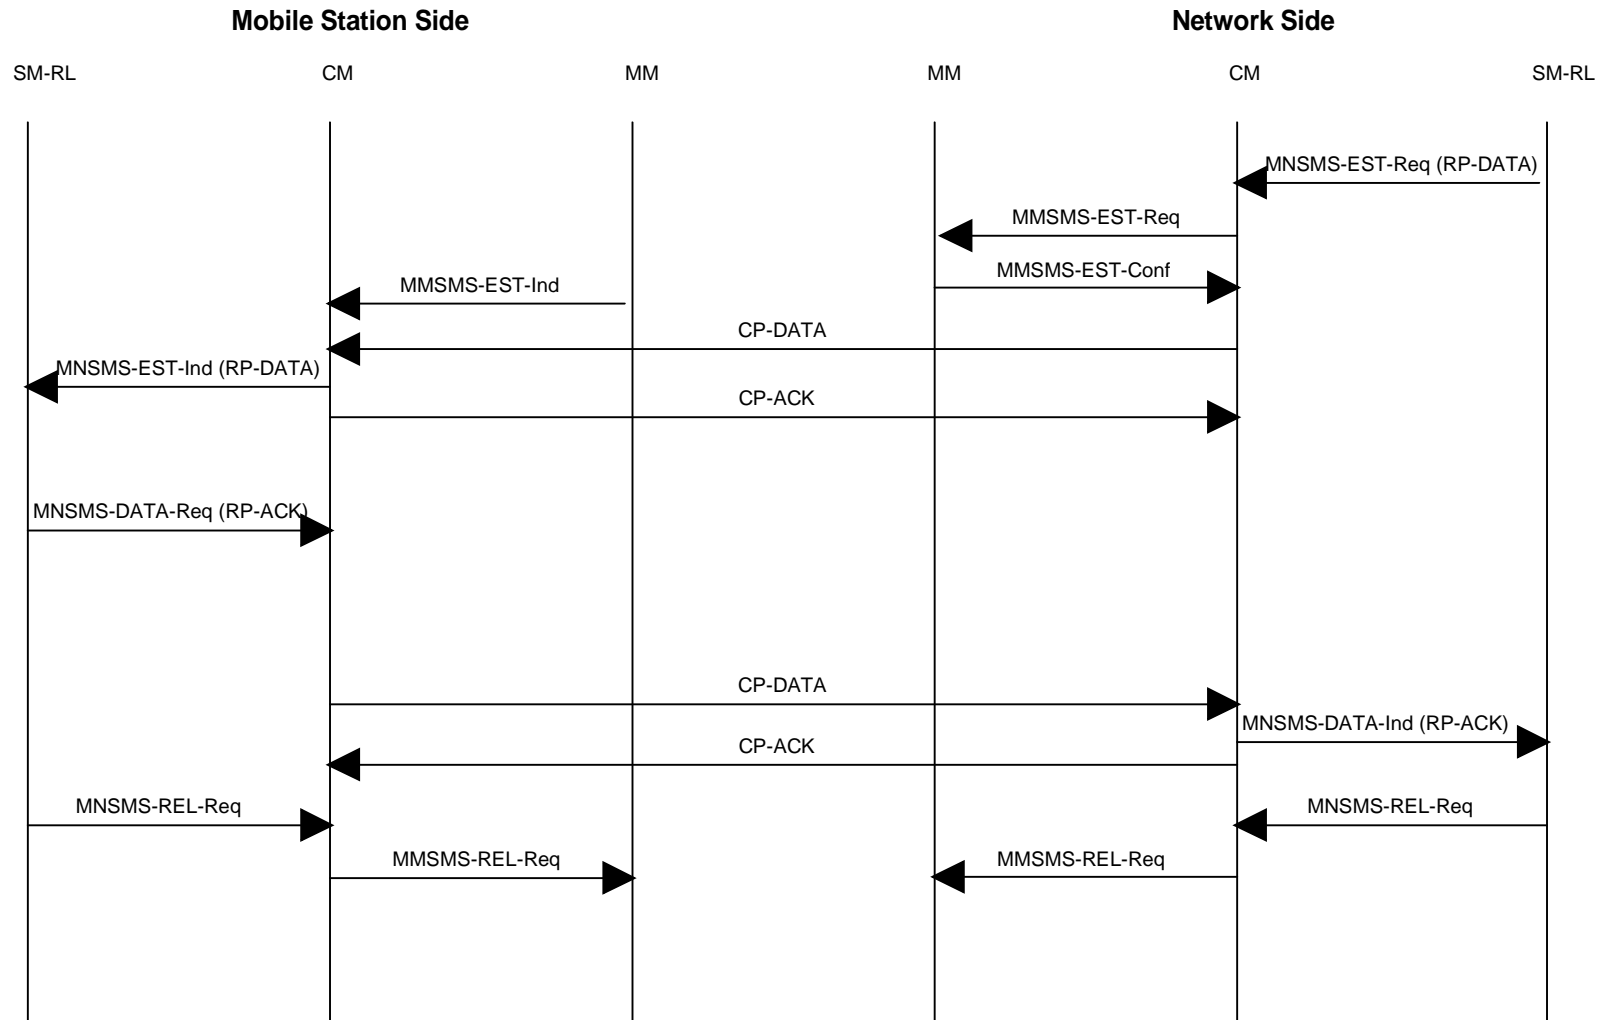 Mobile Station Side
Network Side
SM-RL
CM
MM
MM
CM
SM-RL
MNSMS-EST-Req (RP-DATA)
MMSMS-EST-Req
MMSMS-EST-Conf
MMSMS-EST-Ind
CP-DATA
MNSMS-EST-Ind (RP-DATA)
CP-ACK
MNSMS-DATA-Req (RP-ACK)
CP-DATA
MNSMS-DATA-Ind (RP-ACK)
CP-ACK
MNSMS-REL-Req
MNSMS-REL-Req
MMSMS-REL-Req
MMSMS-REL-Req